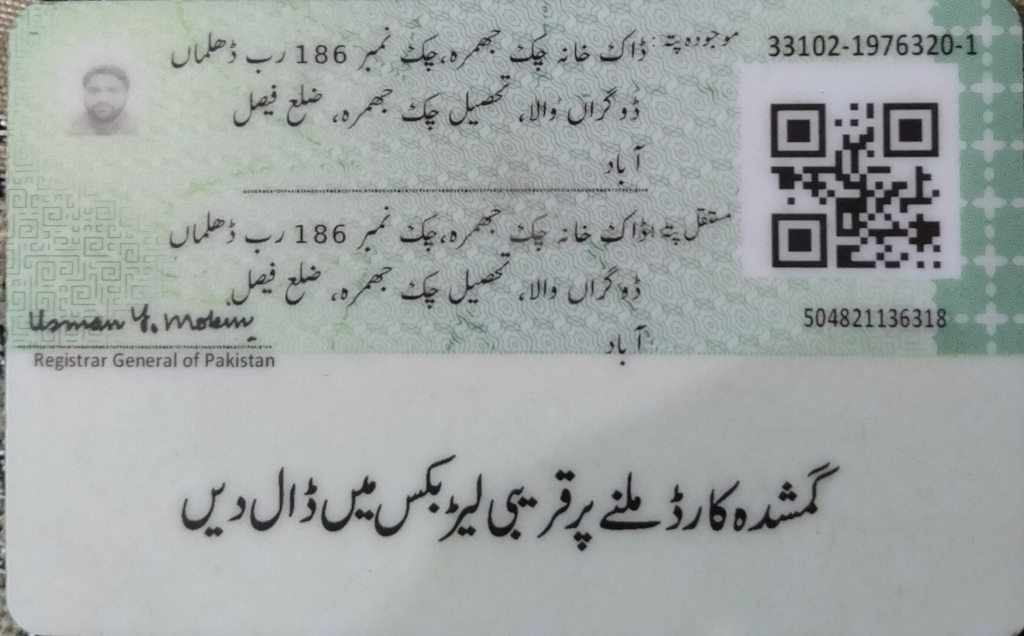 موجودہ پتہ: ڈاک خانہ چک جھمرہ،چک نمبر 186 رب ڈھلماں
ڈوگراں والا، تحصیل چک جھمرہ، ضلع فیصل
آباد
33102-1976320-1
مستقل پتہ: ڈاک خانہ چک جھمرہ،چک نمبر 186 رب ڈھلماں
ڈوگراں والا، تحصیل چک جھمرہ، ضلع فیصل
آباد
504821136318
Usman Y. Mobin
Registrar General of Pakistan
گمشدہ کارڈ ملنے پر قریبی لیٹر بکس میں ڈال دیں